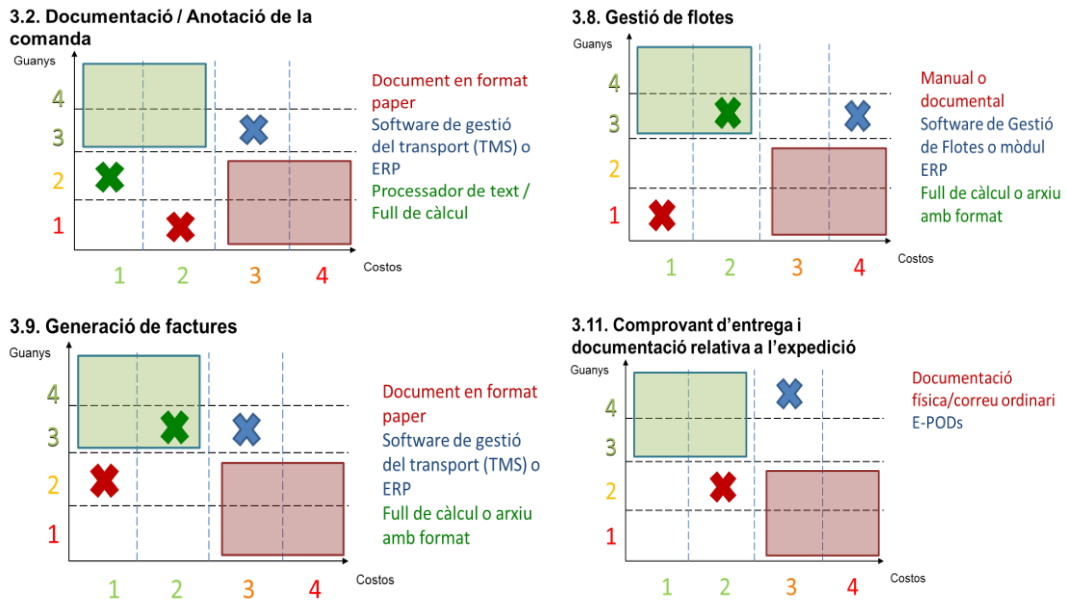 3.2. Documentació / Anotació de la
comanda
Guanys
4
3
2
1
1 2 3 4
Costos
Document en format
paper
Software de gestió
del transport (TMS) o
ERP
Processador de text /
Full de càlcul
3.8. Gestió de flotes
Guanys
4
3
2
1
1 2 3 4
Costos
Manual o
documental
Software de Gestió
de Flotes o mòdul
ERP
Full de càlcul o arxiu
amb format
3.9. Generació de factures
Guanys
4
3
2
1
1 2 3 4
Costos
Document en format
paper
Software de gestió
del transport (TMS) o
ERP
Full de càlcul o arxiu
amb format
3.11. Comprovant d'entrega i
documentació relativa a l'expedició
Guanys
4
3
2
1
1 2 3 4
Costos
Documentació
física/correu ordinari
E-PODs